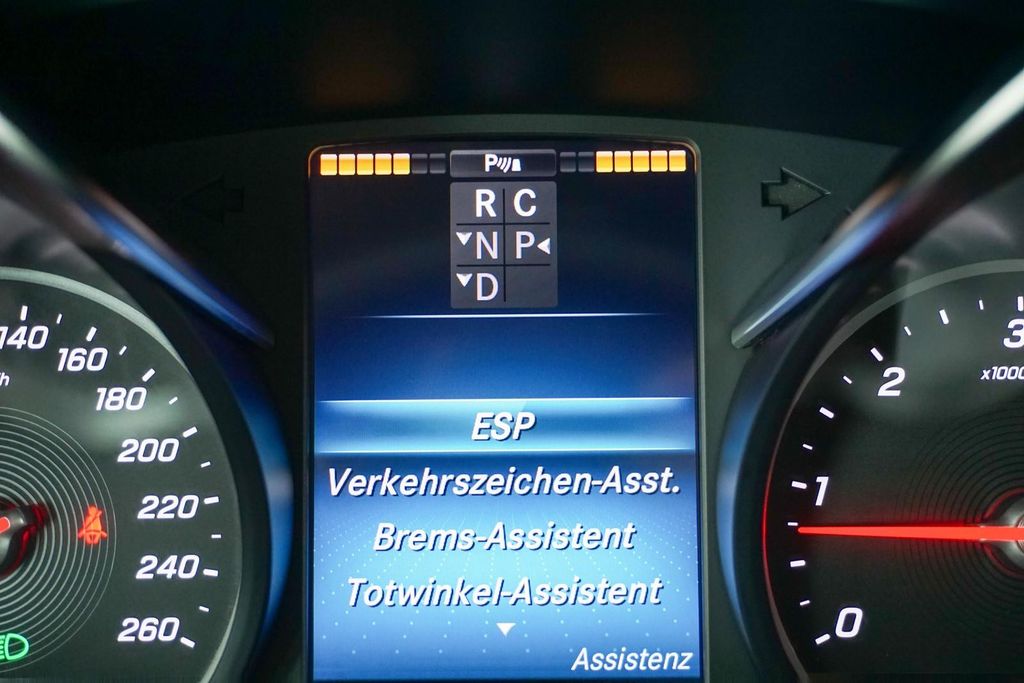 P
R C
N P
D
ESP
Verkehrszeichen-Asst.
Brems-Assistent
Totwinkel-Assistent
Assistenz
140
160
180
200
220
240
260
3
x1000
2
1
0